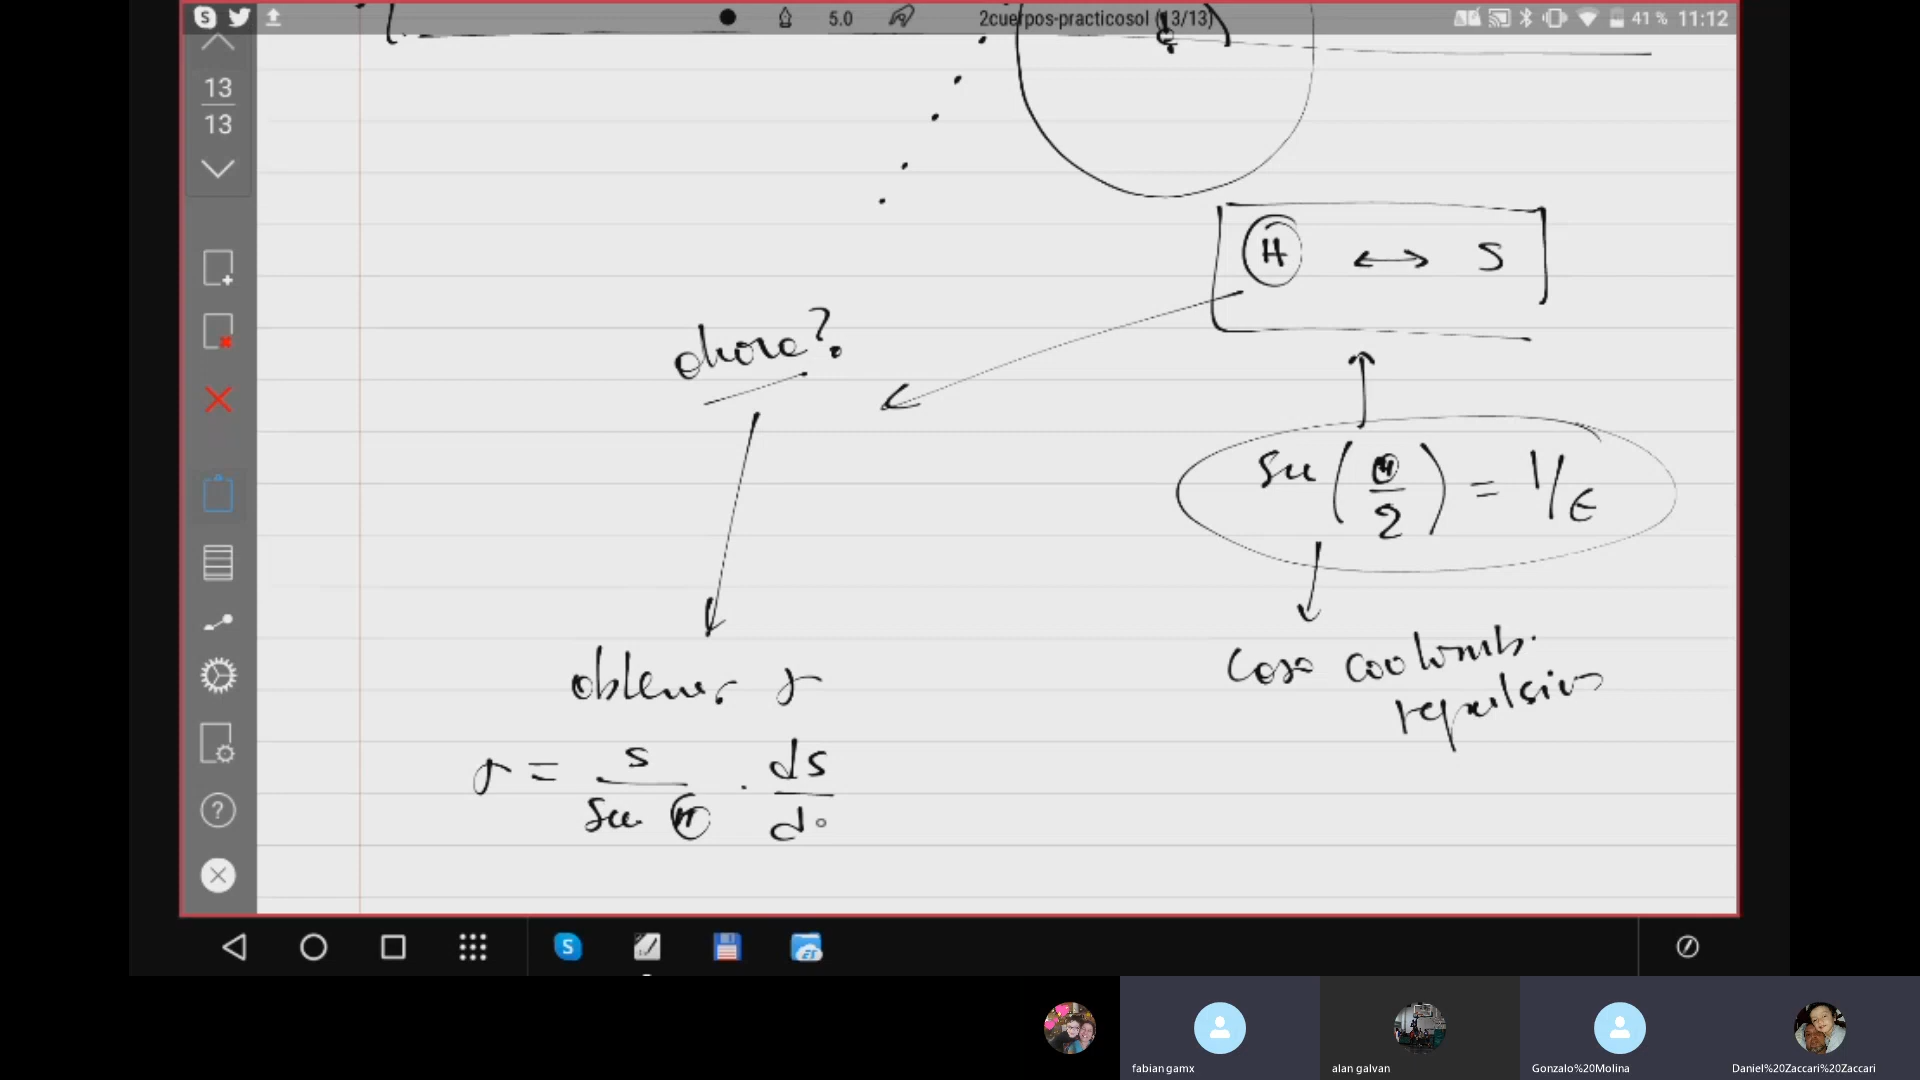 5.0 2cuerpos-practicosol (13/13) 41 % 11:12
13
13
Ⓗ ↔ S
ahora?
sen (Ⓗ/2) = 1/ε
Caso coulomb.
repulsivo
obtener σ
σ = s/sen Ⓗ · ds/d
fabian gamx
alan galvan
Gonzalo%20Molina
Daniel%20Zaccari%20Zaccari